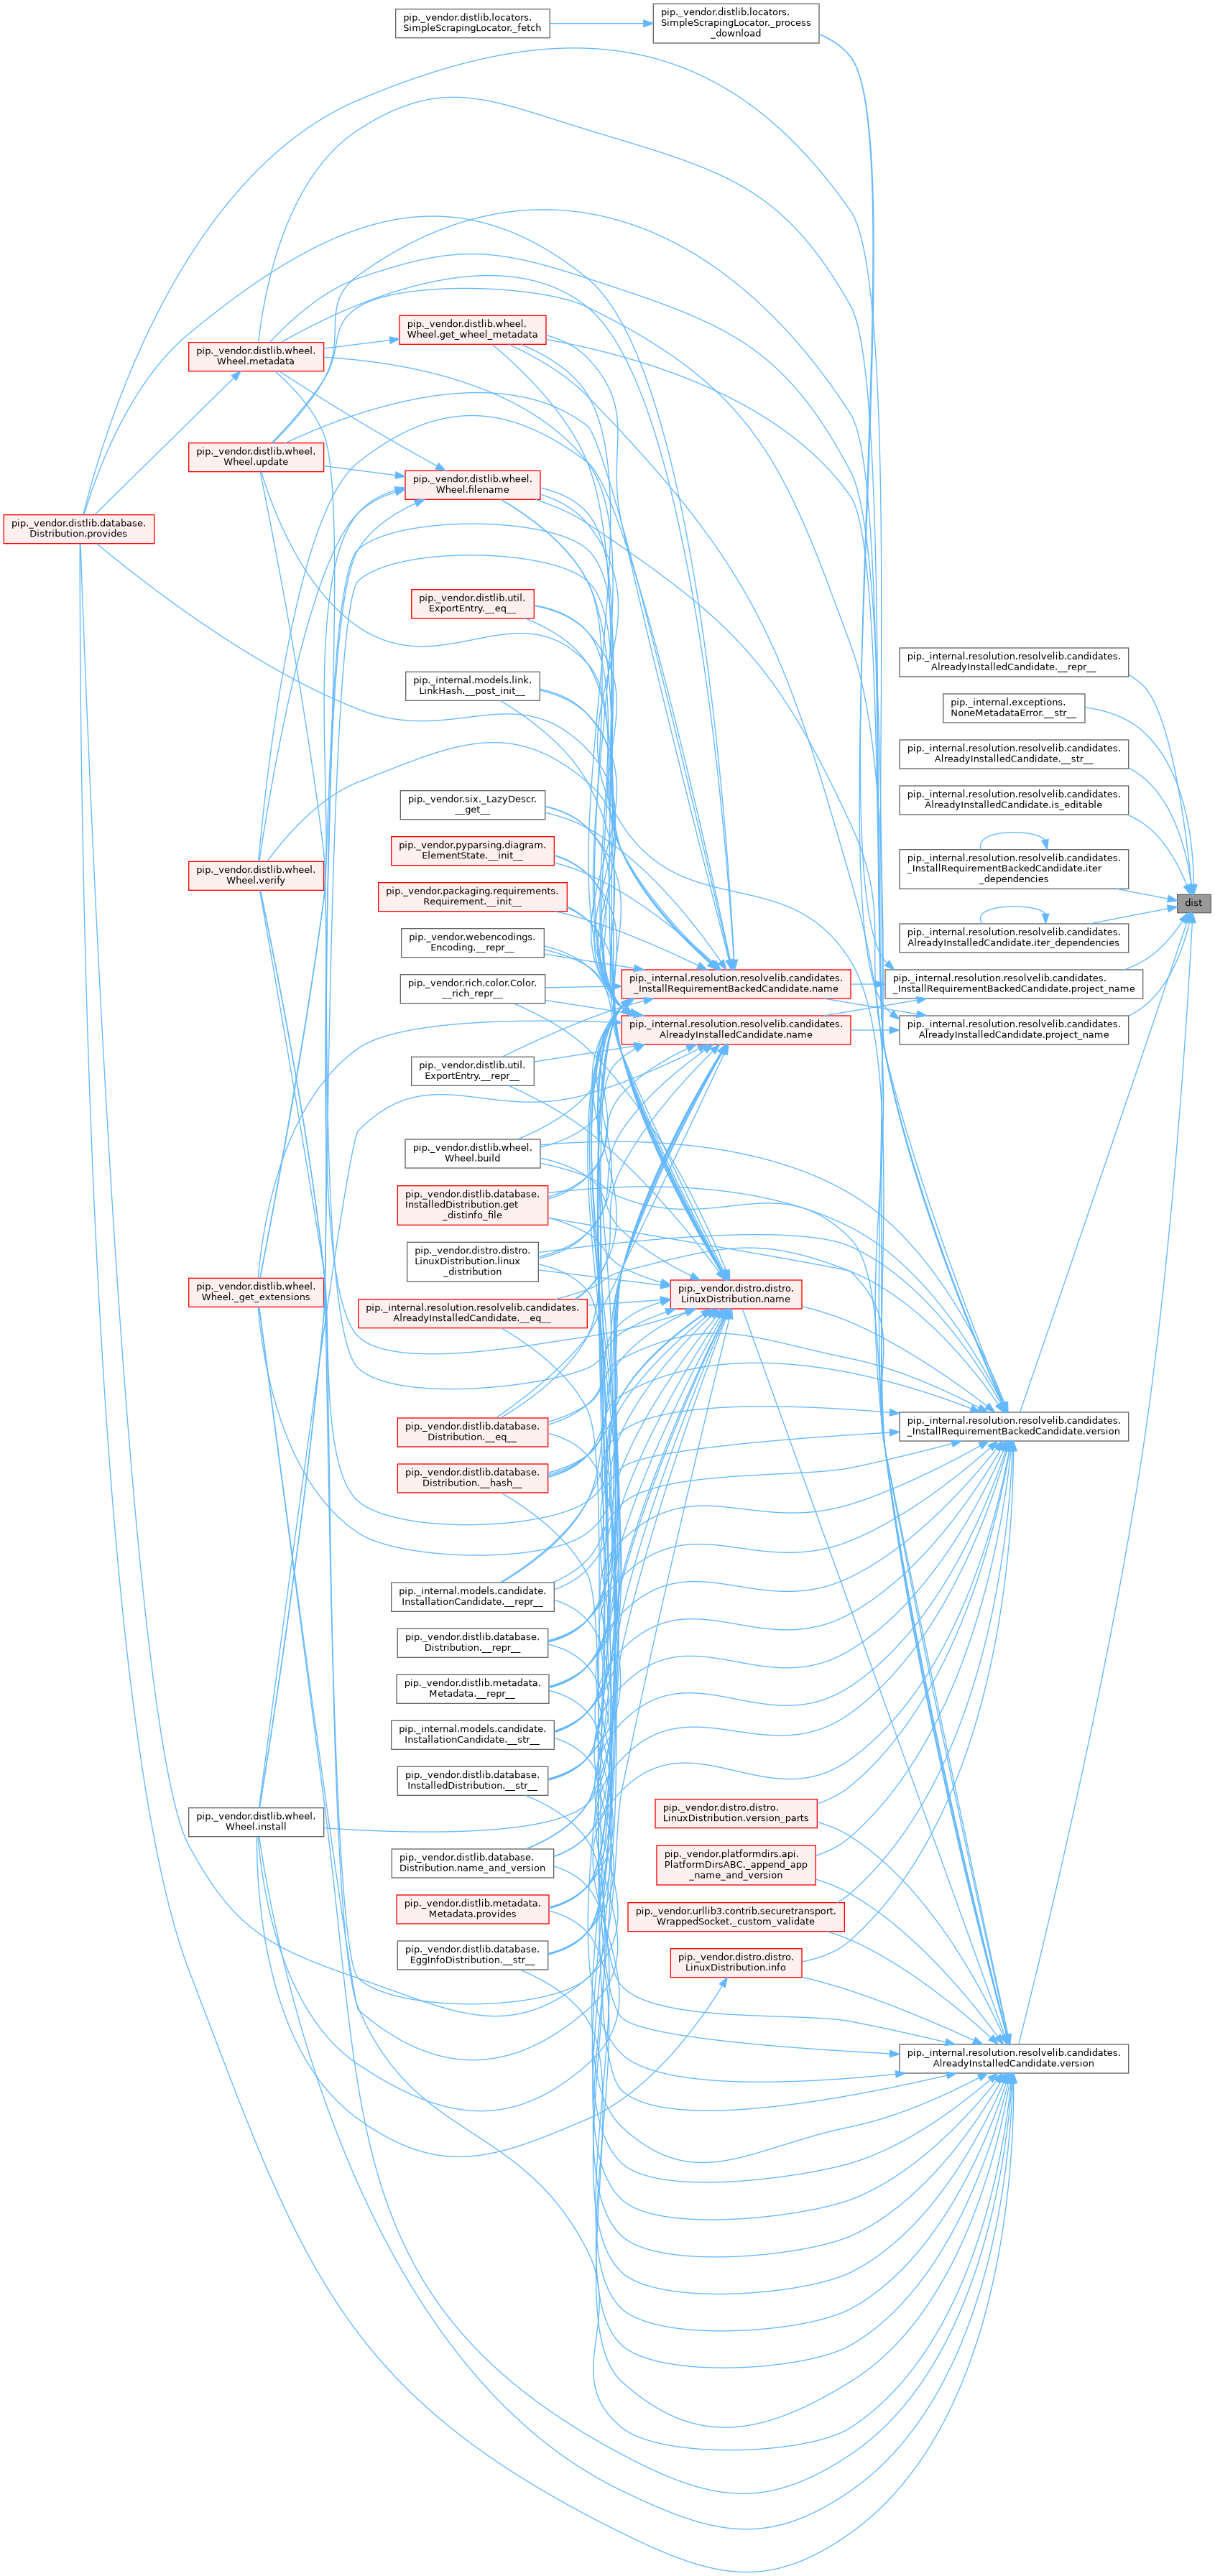 pip._vendor.distlib.locators.
SimpleScrapingLocator._fetch
pip._vendor.distlib.locators.
SimpleScrapingLocator._process
_download
pip._vendor.distlib.wheel.
Wheel.get_wheel_metadata
pip._vendor.distlib.wheel.
Wheel.metadata
pip._vendor.distlib.wheel.
Wheel.update
pip._vendor.distlib.wheel.
Wheel.filename
pip._vendor.distlib.database.
Distribution.provides
pip._vendor.distlib.util.
ExportEntry.__eq__
pip._internal.resolution.resolvelib.candidates.
AlreadyInstalledCandidate.__repr__
pip._internal.models.link.
LinkHash.__post_init__
pip._internal.exceptions.
NoneMetadataError.__str__
pip._internal.resolution.resolvelib.candidates.
AlreadyInstalledCandidate.__str__
pip._vendor.six._LazyDescr.
__get__
pip._internal.resolution.resolvelib.candidates.
AlreadyInstalledCandidate.is_editable
pip._vendor.pyparsing.diagram.
ElementState.__init__
pip._internal.resolution.resolvelib.candidates.
_InstallRequirementBackedCandidate.iter
_dependencies
pip._vendor.distlib.wheel.
Wheel.verify
pip._vendor.packaging.requirements.
Requirement.__init__
dist
pip._vendor.webencodings.
Encoding.__repr__
pip._internal.resolution.resolvelib.candidates.
AlreadyInstalledCandidate.iter_dependencies
pip._vendor.rich.color.Color.
__rich_repr__
pip._internal.resolution.resolvelib.candidates.
_InstallRequirementBackedCandidate.name
pip._internal.resolution.resolvelib.candidates.
_InstallRequirementBackedCandidate.project_name
pip._internal.resolution.resolvelib.candidates.
AlreadyInstalledCandidate.name
pip._internal.resolution.resolvelib.candidates.
AlreadyInstalledCandidate.project_name
pip._vendor.distlib.util.
ExportEntry.__repr__
pip._vendor.distlib.wheel.
Wheel.build
pip._vendor.distlib.database.
InstalledDistribution.get
_distinfo_file
pip._vendor.distro.distro.
LinuxDistribution.linux
_distribution
pip._vendor.distlib.wheel.
Wheel._get_extensions
pip._vendor.distro.distro.
LinuxDistribution.name
pip._internal.resolution.resolvelib.candidates.
AlreadyInstalledCandidate.__eq__
pip._vendor.distlib.database.
Distribution.__eq__
pip._internal.resolution.resolvelib.candidates.
_InstallRequirementBackedCandidate.version
pip._vendor.distlib.database.
Distribution.__hash__
pip._internal.models.candidate.
InstallationCandidate.__repr__
pip._vendor.distlib.database.
Distribution.__repr__
pip._vendor.distlib.metadata.
Metadata.__repr__
pip._internal.models.candidate.
InstallationCandidate.__str__
pip._vendor.distlib.database.
InstalledDistribution.__str__
pip._vendor.distro.distro.
LinuxDistribution.version_parts
pip._vendor.distlib.wheel.
Wheel.install
pip._vendor.distlib.database.
Distribution.name_and_version
pip._vendor.platformdirs.api.
PlatformDirsABC._append_app
_name_and_version
pip._vendor.distlib.metadata.
Metadata.provides
pip._vendor.urllib3.contrib.securetransport.
WrappedSocket._custom_validate
pip._vendor.distlib.database.
EggInfoDistribution.__str__
pip._vendor.distro.distro.
LinuxDistribution.info
pip._internal.resolution.resolvelib.candidates.
AlreadyInstalledCandidate.version